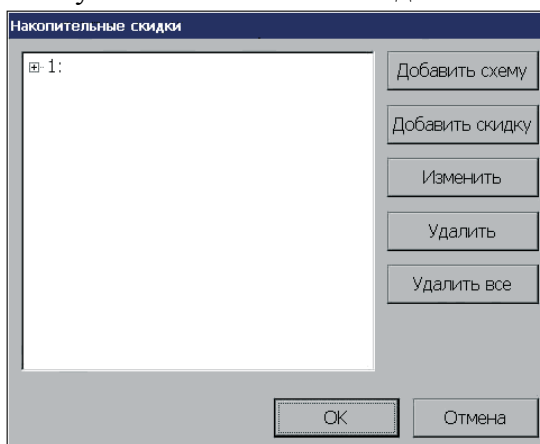 Накопительные скидки
1:
Добавить схему
Добавить скидку
Изменить
Удалить
Удалить все
OK
Отмена